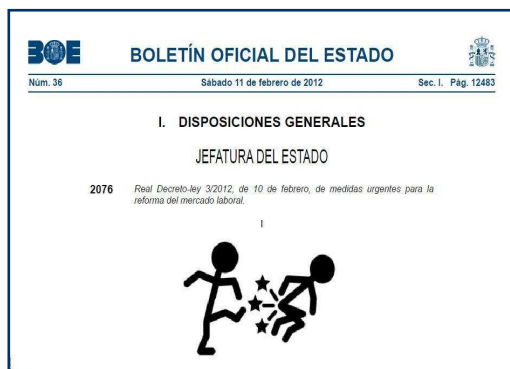 BOE
BOLETÍN OFICIAL DEL ESTADO
Núm. 36
Sábado 11 de febrero de 2012
Sec. I. Pág. 12483
I. DISPOSICIONES GENERALES
JEFATURA DEL ESTADO
2076 Real Decreto-ley 3/2012, de 10 de febrero, de medidas urgentes para la
reforma del mercado laboral.
I